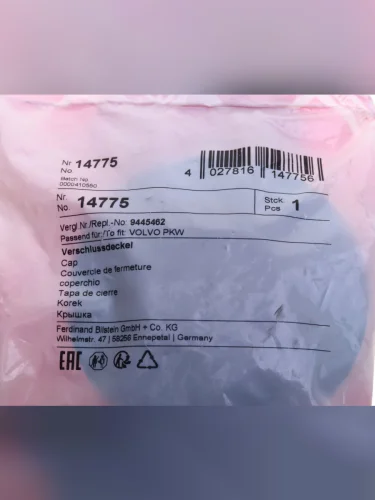 Nr 14775
No.
Batch No
0000410560
4 027816 147756
Nr. 14775
No.
Stck. 1
Pcs
Vergl.Nr./Repl.-No: 9445462
Passend für:/To fit: VOLVO PKW
Verschlussdeckel
Cap
Couvercle de fermeture
coperchio
Tapa de cierre
Korek
Крышка
Ferdinand Bilstein GmbH + Co. KG
Wilhelmstr. 47 | 58256 Ennepetal | Germany
EAC